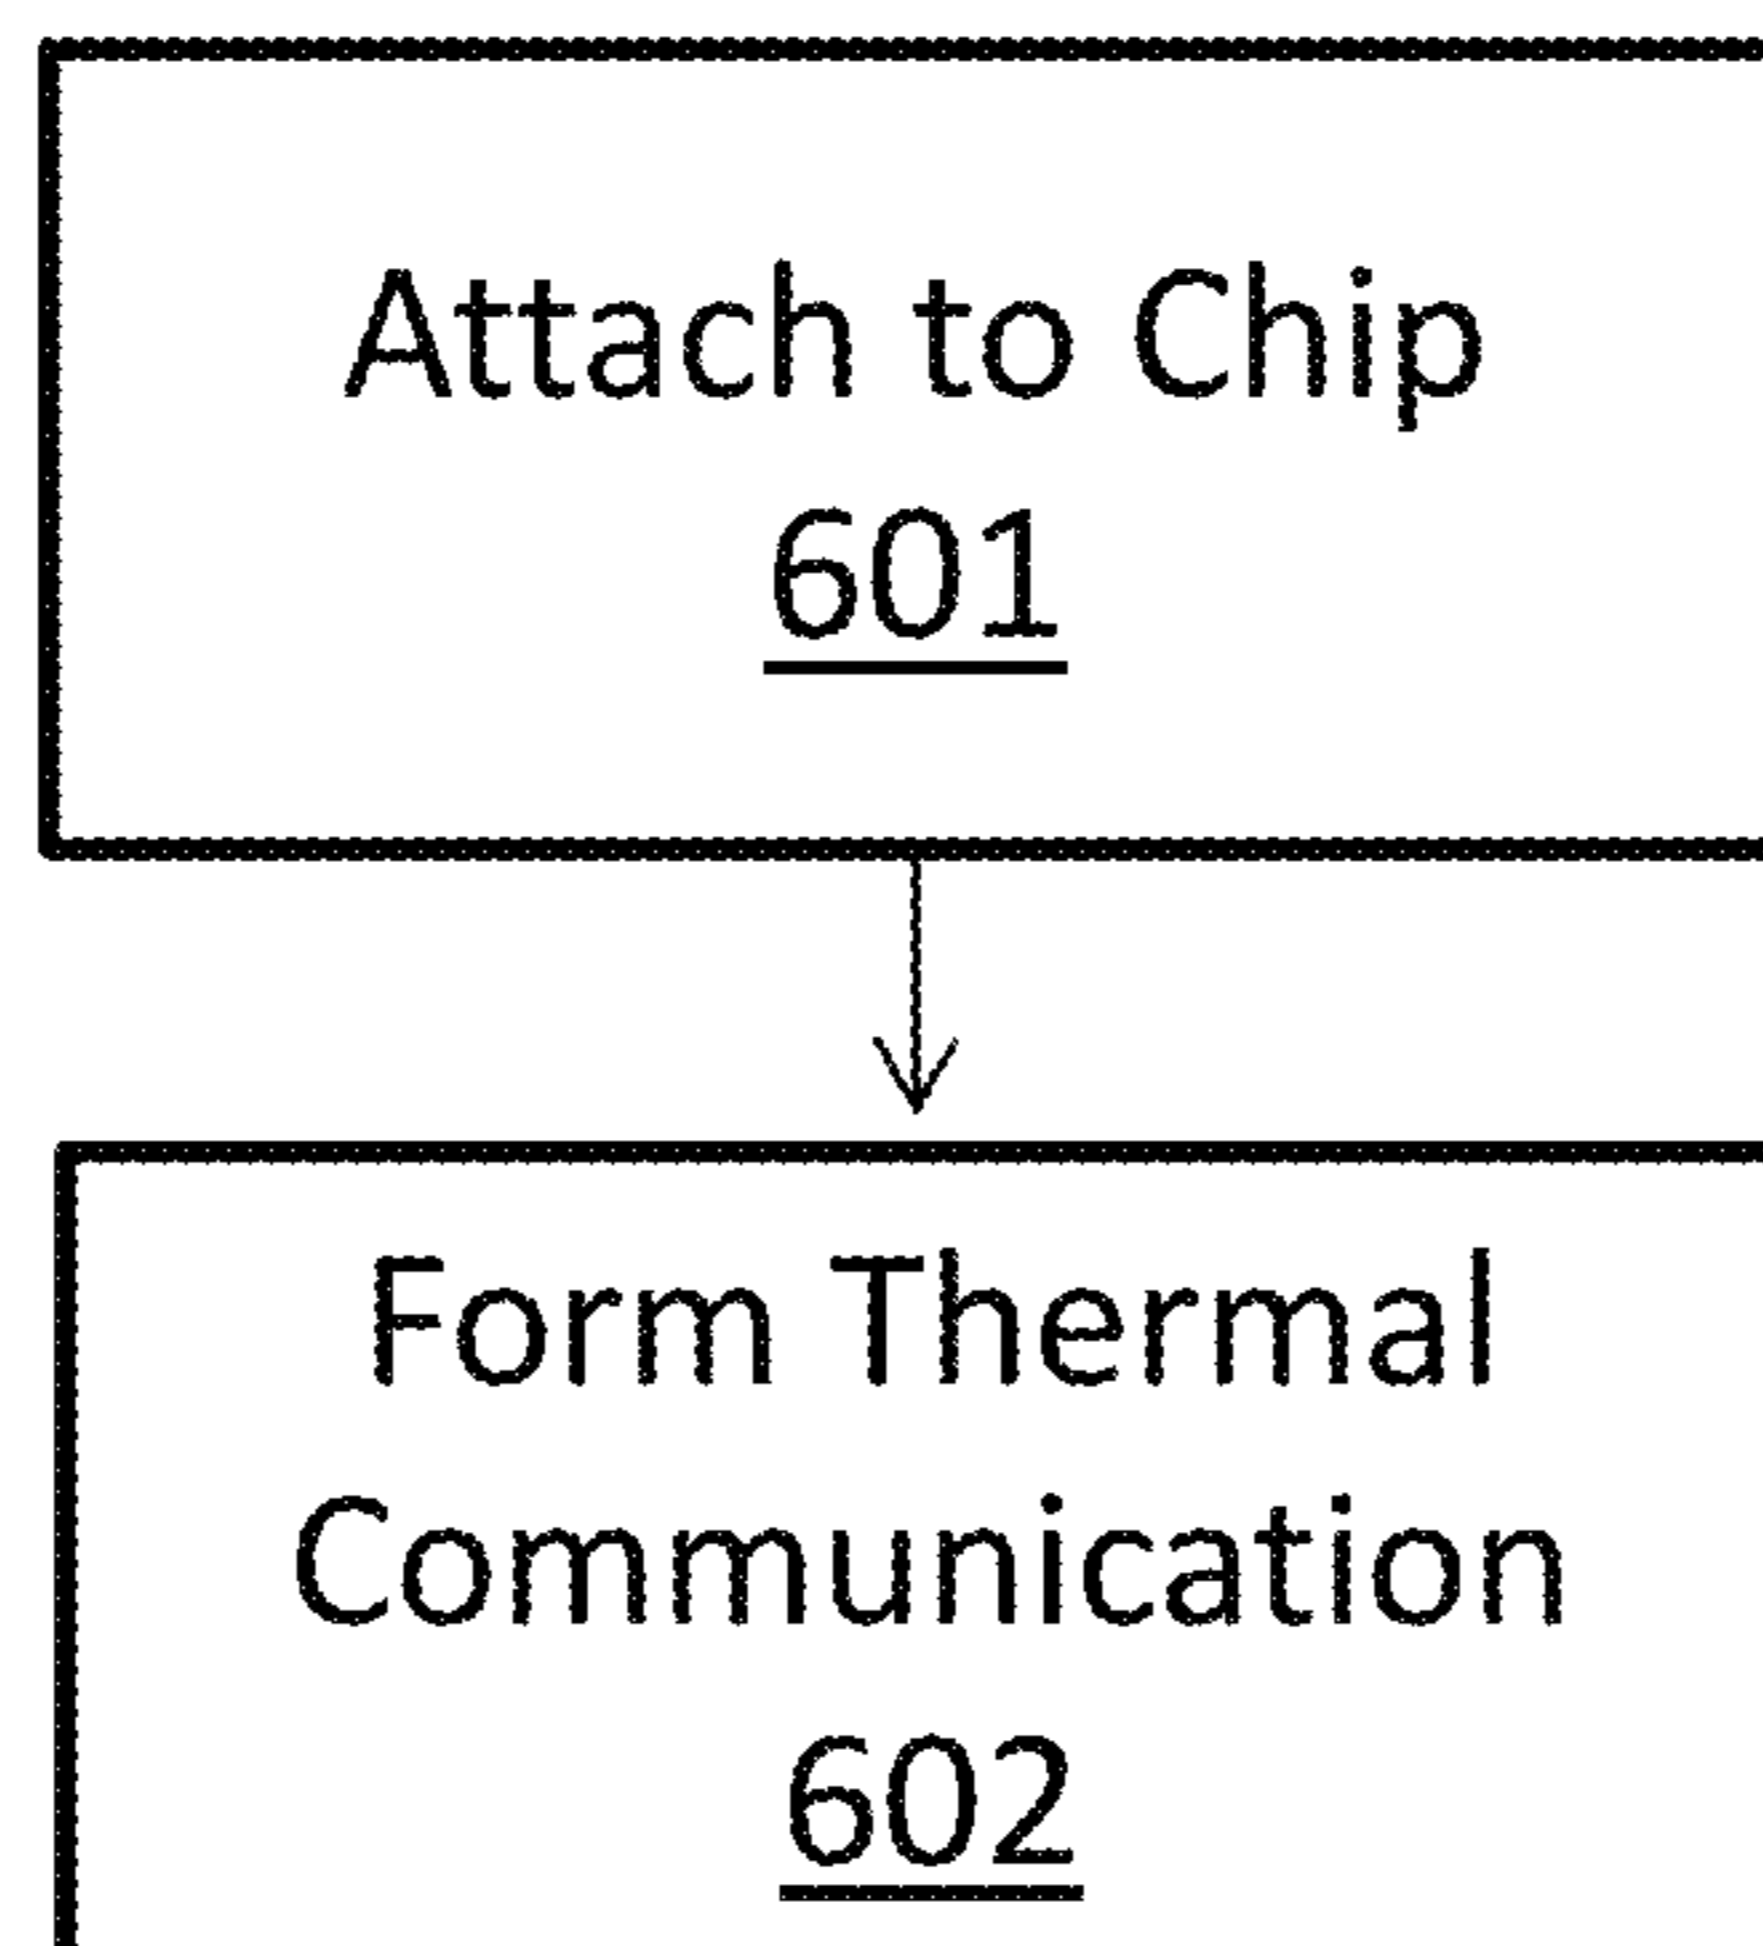 Attach to Chip
601
Form Thermal
Communication
602